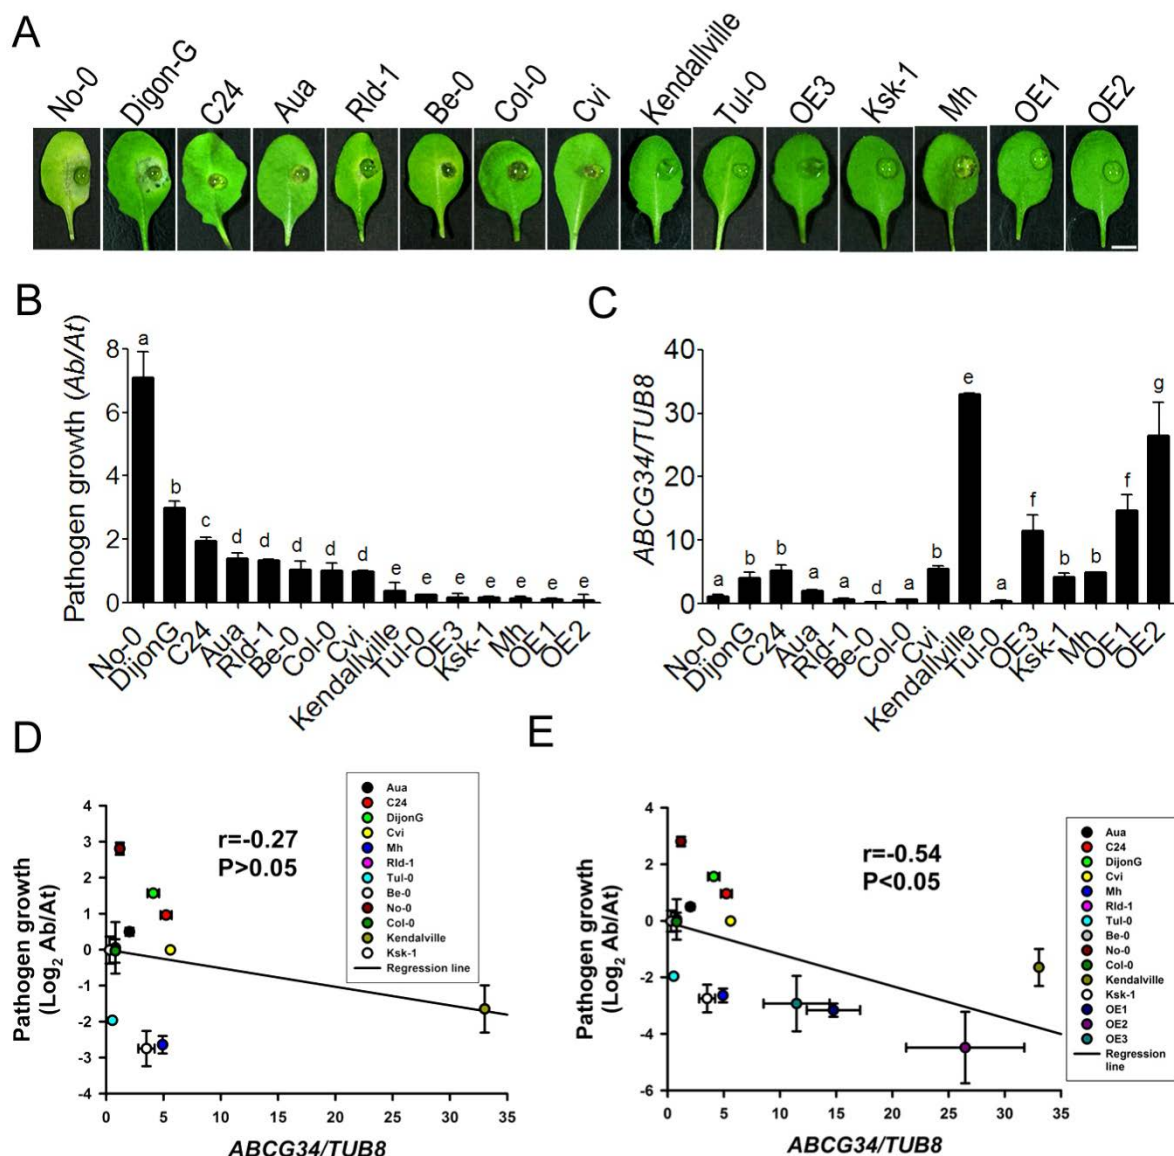 A
No-0
Digon-G
C24
Aua
Rld-1
Be-0
Col-0
Cvi
Kendallville
Tul-0
OE3
Ksk-1
Mh
OE1
OE2
B
Pathogen growth (Ab/At)
8
6
4
2
0
a
b
c
d
d
d
d
d
e
e
e
e
e
e
e
No-0
DijonG
C24
Aua
Rld-1
Be-0
Col-0
Cvi
Kendallville
Tul-0
OE3
Ksk-1
Mh
OE1
OE2
C
ABCG34/TUB8
40
30
20
10
0
a
b
b
a
a
d
a
b
e
a
f
b
b
f
g
No-0
DijonG
C24
Aua
Rld-1
Be-0
Col-0
Cvi
Kendallville
Tul-0
OE3
Ksk-1
Mh
OE1
OE2
D
Pathogen growth
(Log2 Ab/At)
4
3
2
1
0
-1
-2
-3
-4
r=-0.27
P>0.05
Aua
C24
DijonG
Cvi
Mh
Rld-1
Tul-0
Be-0
No-0
Col-0
Kendalville
Ksk-1
Regression line
0 5 10 15 20 25 30 35
ABCG34/TUB8
E
Pathogen growth
(Log2 Ab/At)
4
2
0
-2
-4
-6
r=-0.54
P<0.05
Aua
C24
DijonG
Cvi
Mh
Rld-1
Tul-0
Be-0
No-0
Col-0
Kendalville
Ksk-1
OE1
OE2
OE3
Regression
line
0 5 10 15 20 25 30 35
ABCG34/TUB8